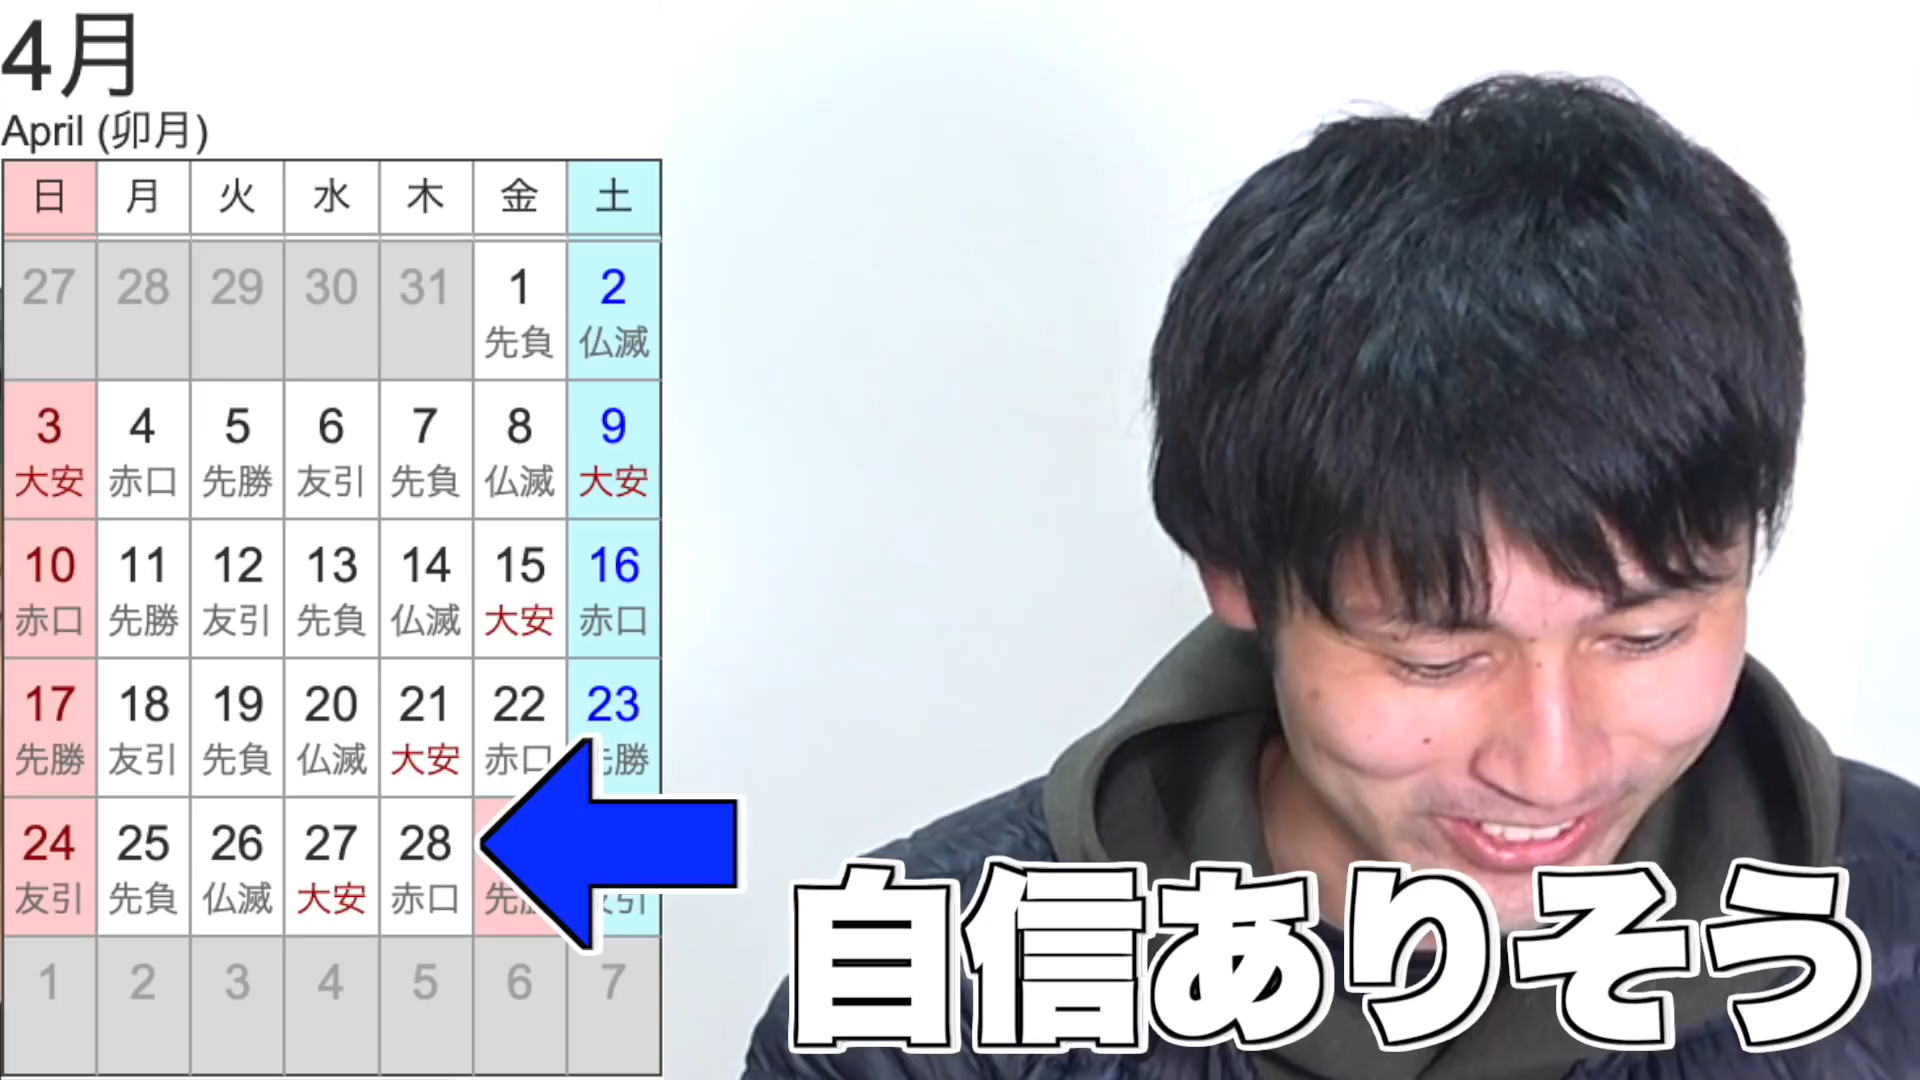 4月
April (卯月)
日 月 火 水 木 金 土
27 28 29 30 31 1 2
先負 仏滅
3 4 5 6 7 8 9
大安 赤口 先勝 友引 先負 仏滅 大安
10 11 12 13 14 15 16
赤口 先勝 友引 先負 仏滅 大安 赤口
17 18 19 20 21 22 23
先勝 友引 先負 仏滅 大安 赤口 勝
24 25 26 27 28
友引 先負 仏滅 大安 赤口 先 引
1 2 3 4 5 6 7
自信ありそう